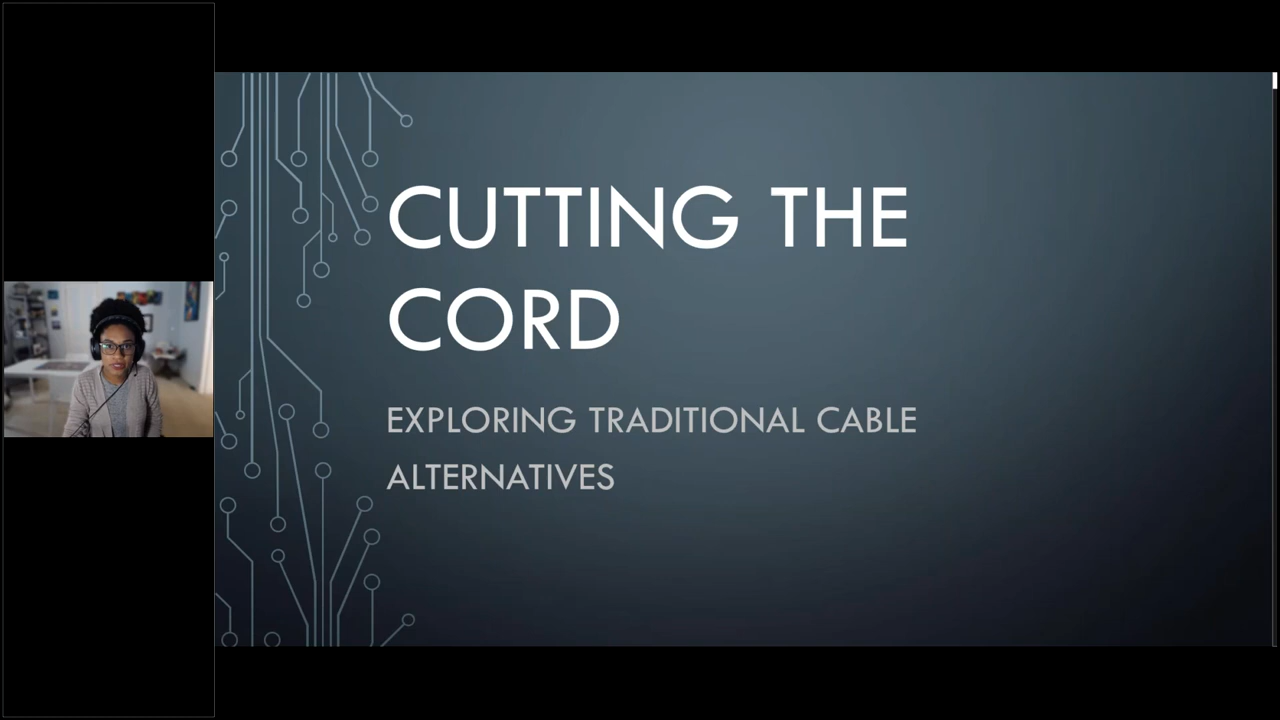 CUTTING THE
CORD
EXPLORING TRADITIONAL CABLE
ALTERNATIVES